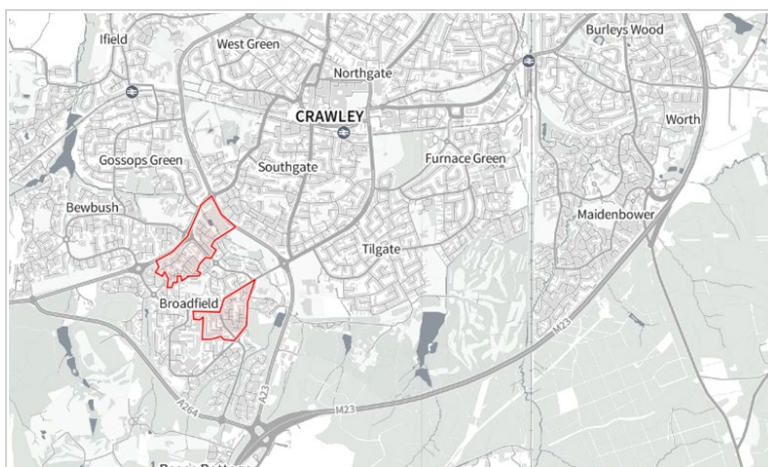 Ifield
West Green
Burleys Wood
Northgate
CRAWLEY
Worth
Gossops Green
Southgate
Furnace Green
Bewbush
Maidenbower
Tilgate
Broadfield
M23
A264
A23
M23